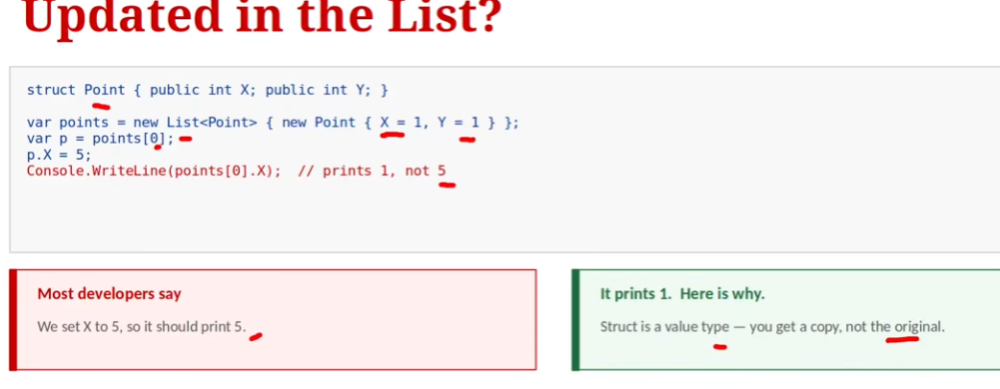 Updated in the List?
struct Point { public int X; public int Y; }
var points = new List<Point> { new Point { X = 1, Y = 1 } };
var p = points[0];
p.X = 5;
Console.WriteLine(points[0].X);  // prints 1, not 5
Most developers say
We set X to 5, so it should print 5.
It prints 1.  Here is why.
Struct is a value type — you get a copy, not the original.